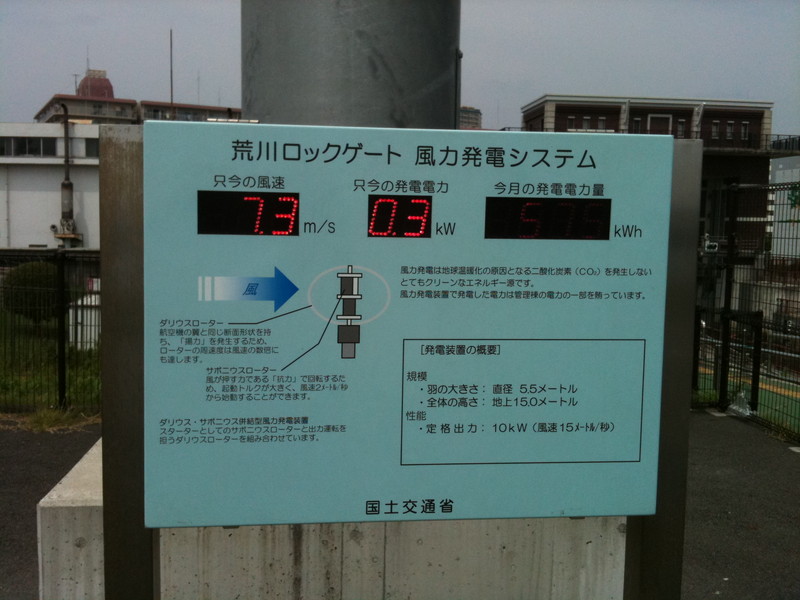 荒川ロックゲート 風力発電システム
只今の風速 只今の発電電力 今月の発電電力量
7.3 m/s 0.3 kW 575 kWh
風力発電は地球温暖化の原因となる二酸化炭素（CO₂）を発生しない
とてもクリーンなエネルギー源です。
風力発電装置で発電した電力は管理棟の電力の一部を賄っています。
風
ダリウスローター
航空機の翼と同じ断面形状を持
ち、「揚力」を発生するため、
ローターの周速度は風速の数倍に
も達します。
サボニウスローター
風が押す力である「抗力」で回転するた
め、起動トルクが大きく、風速2メートル/秒
から始動することができます。
ダリウス・サボニウス併結型風力発電装置
スターターとしてのサボニウスローターと出力運転を
担うダリウスローターを組み合わせています。
［発電装置の概要］
規模
・羽の大きさ： 直径 5.5メートル
・全体の高さ： 地上15.0メートル
性能
・定格出力： 10kW（風速15メートル/秒）
国土交通省